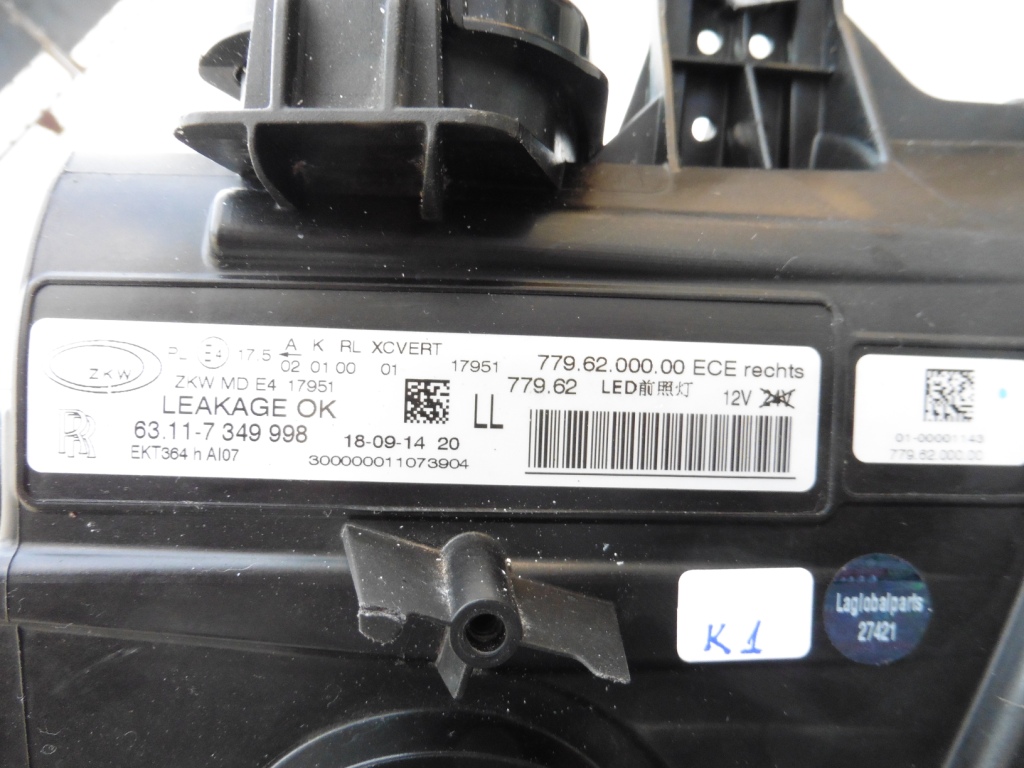 ZKW
PL E4 17.5 ← A K RL XCVERT
02 01 00 01 17951
ZKW MD E4 17951
LEAKAGE OK
RR
63.11-7 349 998
EKT364 h AI07
18-09-14 20
300000011073904
LL
779.62.000.00 ECE rechts
779.62 LED前照灯
12V 24V
01-00001143
779.62.000.00
K1
Laglobalparts
27421